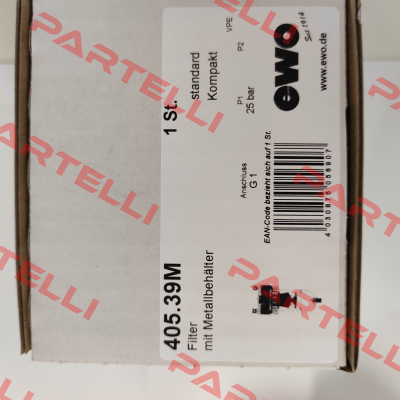 405.39M
Filter
mit Metallbehälter
1 St.
standard
Kompakt
VPE
P1
P2
25 bar
Anschluss
G 1
EAN-Code bezieht sich auf 1 St.
ewo
Seit 1914
www.ewo.de
PARTELLI
PARTELLI
PARTELLI
PARTELLI
PARTELLI